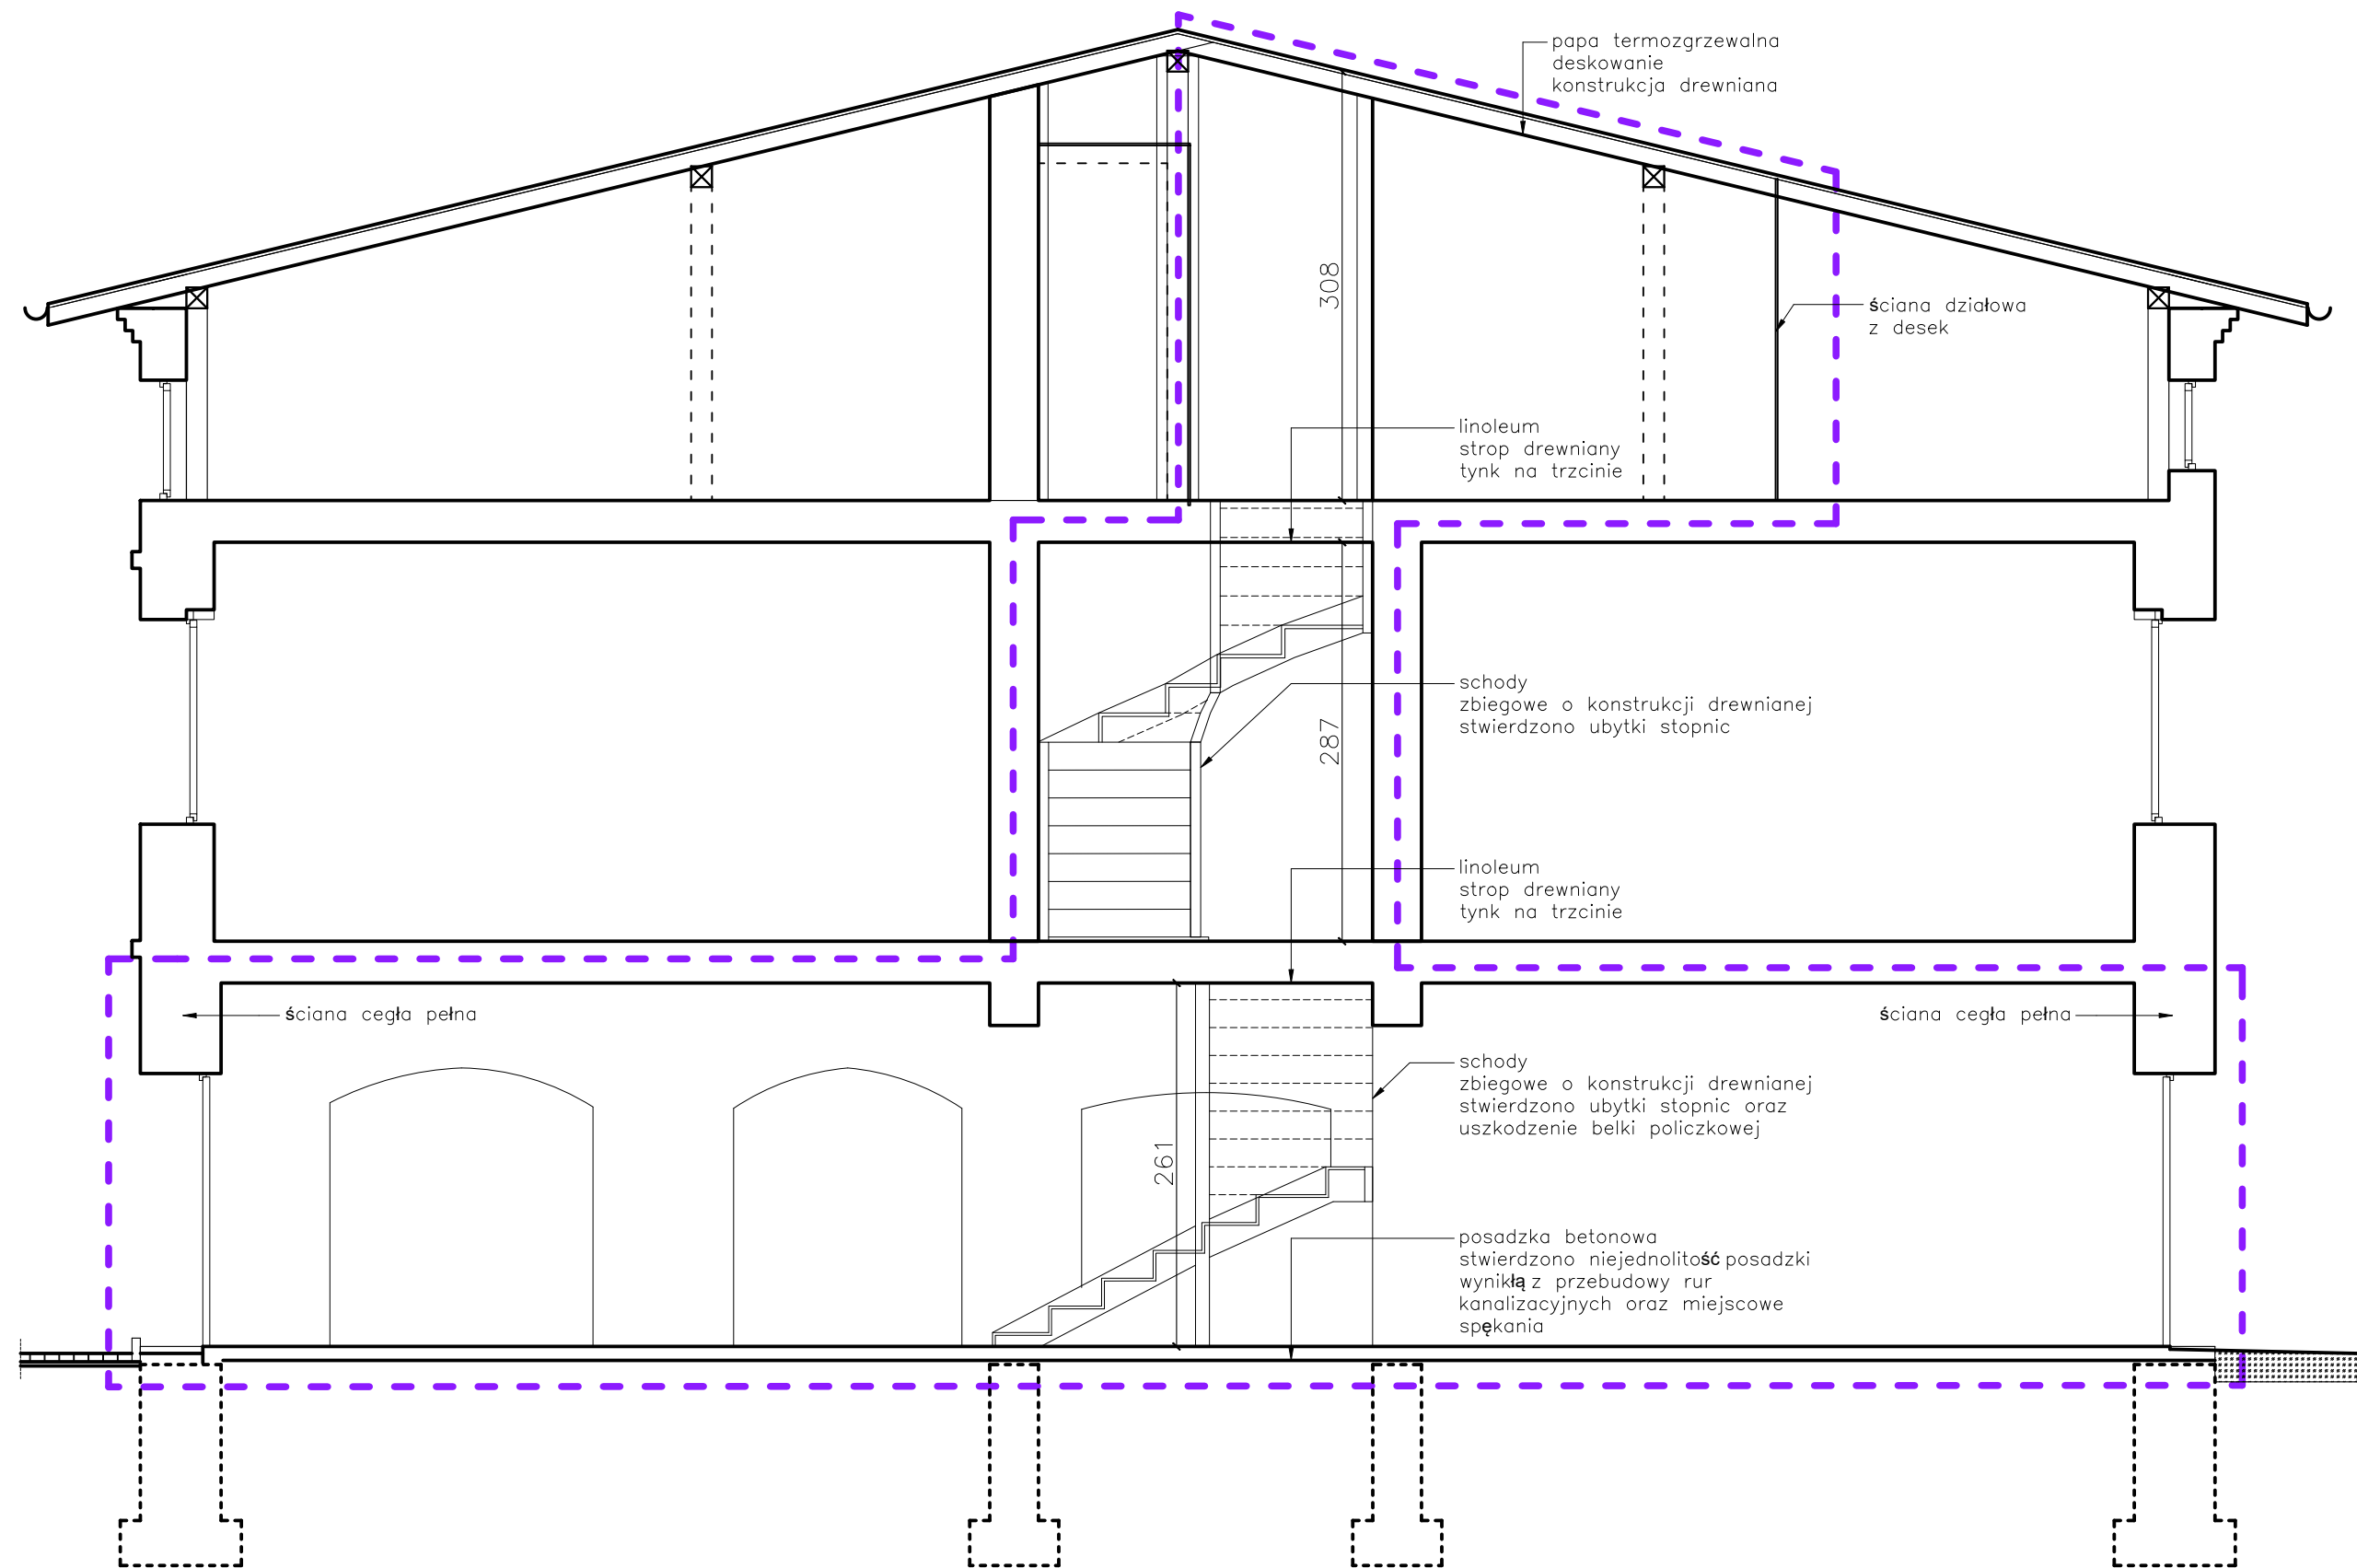 papa termozgrzewalna
deskowanie
konstrukcja drewniana
308
ściana działowa
z desek
linoleum
strop drewniany
tynk na trzcinie
schody
zbiegowe o konstrukcji drewnianej
stwierdzono ubytki stopnic
287
linoleum
strop drewniany
tynk na trzcinie
ściana cegła pełna
ściana cegła pełna
schody
zbiegowe o konstrukcji drewnianej
stwierdzono ubytki stopnic oraz
uszkodzenie belki policzkowej
261
posadzka betonowa
stwierdzono niejednolitość posadzki
wynikłą z przebudowy rur
kanalizacyjnych oraz miejscowe
spękania